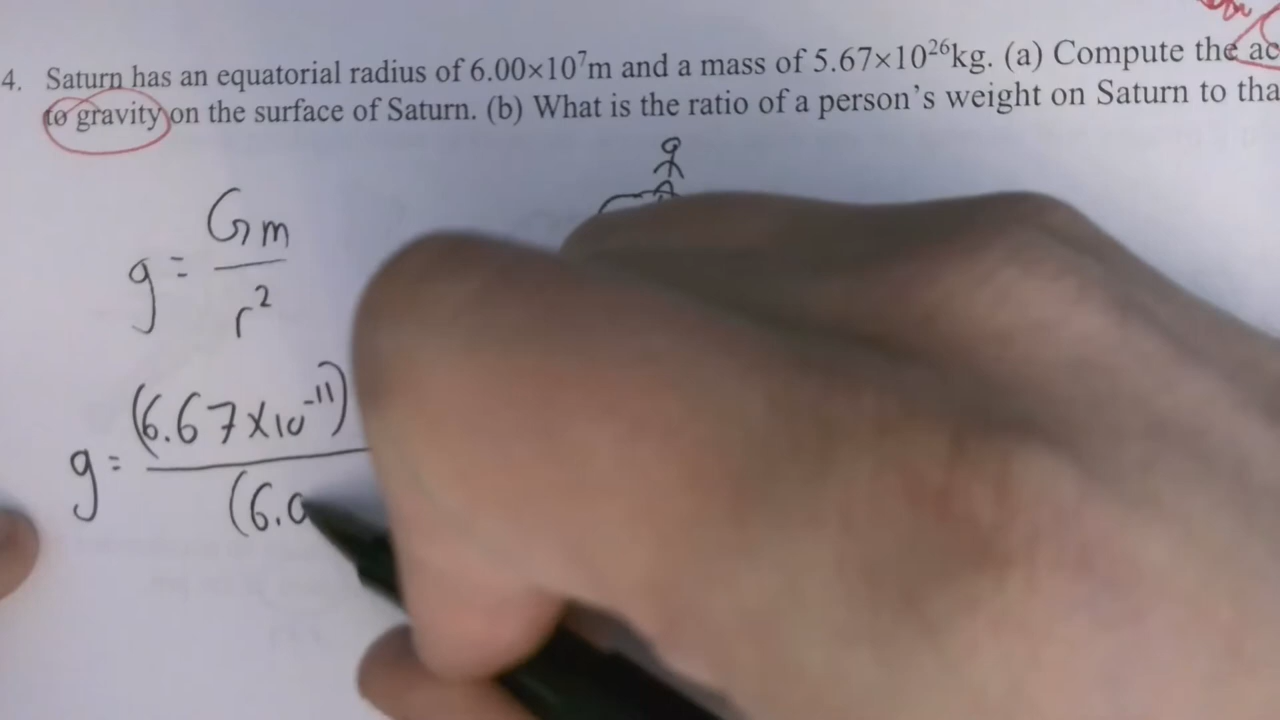 4. Saturn has an equatorial radius of 6.00×10⁷m and a mass of 5.67×10²⁶kg. (a) Compute the ac
to gravity on the surface of Saturn. (b) What is the ratio of a person's weight on Saturn to tha
g = Gm
r²
g = (6.67×10⁻¹¹)
(6.0